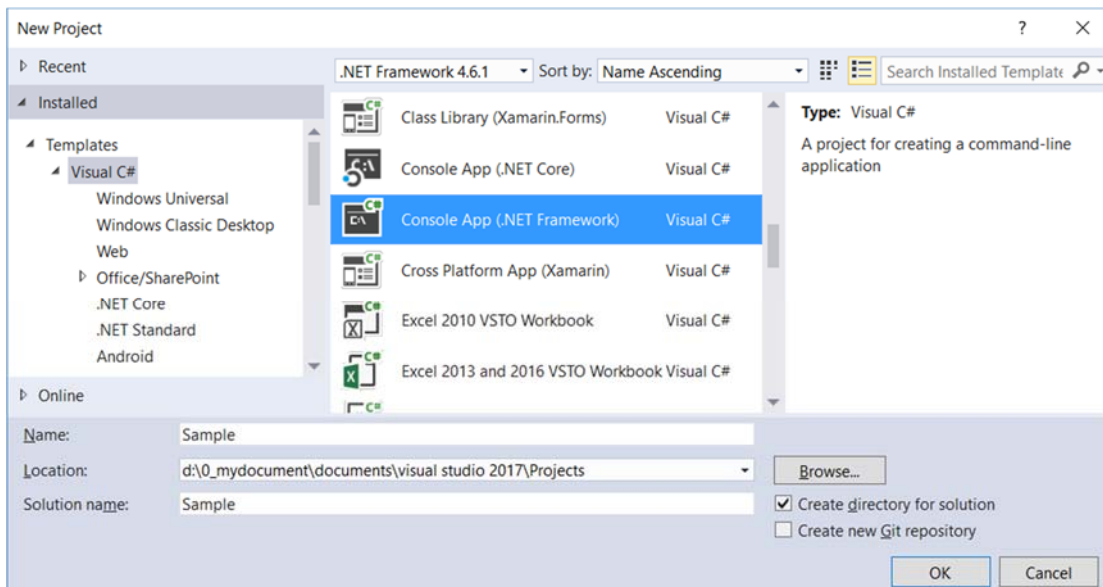 New Project ?
Recent
.NET Framework 4.6.1 Sort by: Name Ascending Search Installed Template
Installed
Templates
Visual C#
Windows Universal
Windows Classic Desktop
Web
Office/SharePoint
.NET Core
.NET Standard
Android
Online
Class Library (Xamarin.Forms) Visual C#
Console App (.NET Core) Visual C#
Console App (.NET Framework) Visual C#
Cross Platform App (Xamarin) Visual C#
Excel 2010 VSTO Workbook Visual C#
Excel 2013 and 2016 VSTO Workbook Visual C#
Type: Visual C#
A project for creating a command-line
application
Name: Sample
Location: d:\0_mydocument\documents\visual studio 2017\Projects Browse...
Solution name: Sample
Create directory for solution
Create new Git repository
OK Cancel